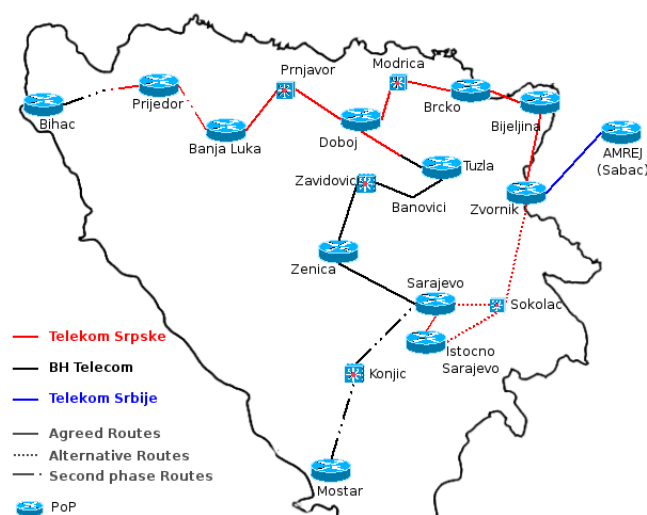 Modrica
Prnjavor
Prijedor
Bihac
Brcko
Banja Luka
Doboj
Bijeljina
AMREJ
(Sabac)
Tuzla
Zavidovici
Banovici
Zvornik
Zenica
Sarajevo
Sokolac
Istocno
Sarajevo
Konjic
Mostar
Telekom Srpske
BH Telecom
Telekom Srbije
Agreed Routes
Alternative Routes
Second phase Routes
PoP